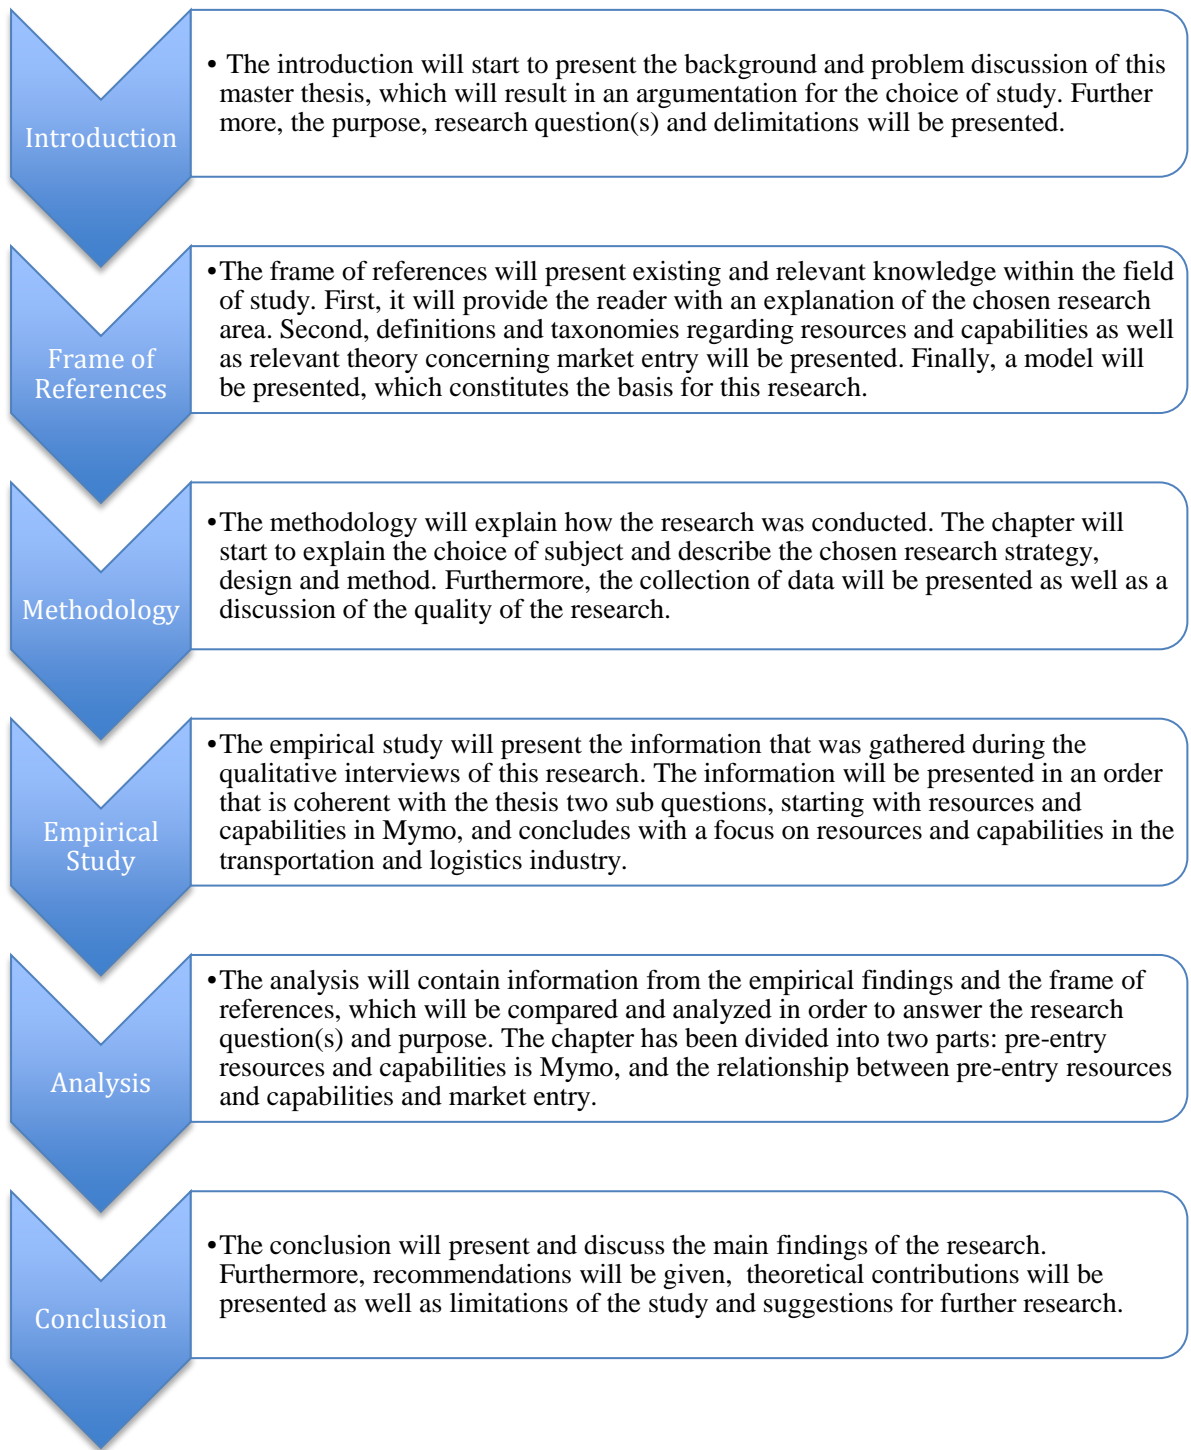 Introduction
• The introduction will start to present the background and problem discussion of this
master thesis, which will result in an argumentation for the choice of study. Further
more, the purpose, research question(s) and delimitations will be presented.
Frame of
References
•The frame of references will present existing and relevant knowledge within the field
of study. First, it will provide the reader with an explanation of the chosen research
area. Second, definitions and taxonomies regarding resources and capabilities as well
as relevant theory concerning market entry will be presented. Finally, a model will
be presented, which constitutes the basis for this research.
Methodology
•The methodology will explain how the research was conducted. The chapter will
start to explain the choice of subject and describe the chosen research strategy,
design and method. Furthermore, the collection of data will be presented as well as a
discussion of the quality of the research.
Empirical
Study
•The empirical study will present the information that was gathered during the
qualitative interviews of this research. The information will be presented in an order
that is coherent with the thesis two sub questions, starting with resources and
capabilities in Mymo, and concludes with a focus on resources and capabilities in the
transportation and logistics industry.
Analysis
•The analysis will contain information from the empirical findings and the frame of
references, which will be compared and analyzed in order to answer the research
question(s) and purpose. The chapter has been divided into two parts: pre-entry
resources and capabilities is Mymo, and the relationship between pre-entry resources
and capabilities and market entry.
Conclusion
•The conclusion will present and discuss the main findings of the research.
Furthermore, recommendations will be given,  theoretical contributions will be
presented as well as limitations of the study and suggestions for further research.